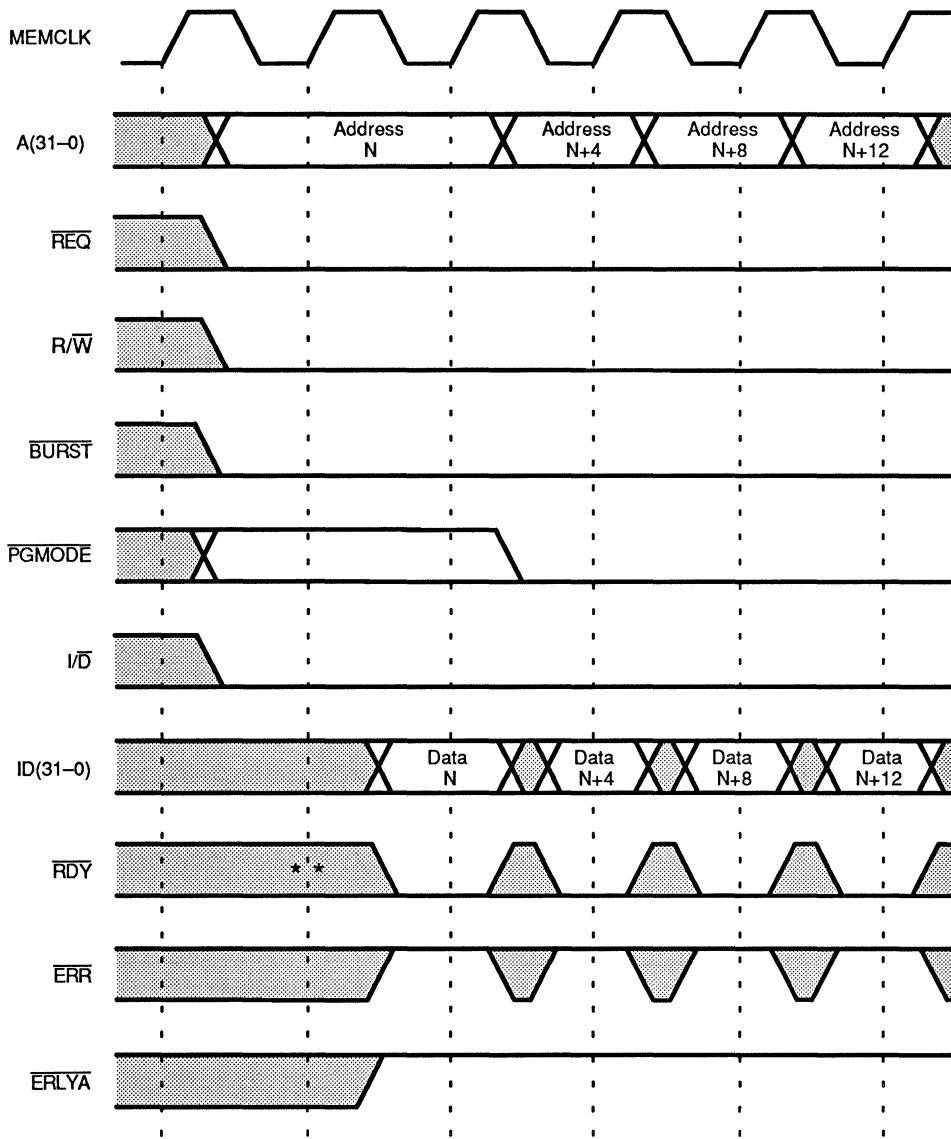 MEMCLK
A(31–0)
Address
N
Address
N+4
Address
N+8
Address
N+12
REQ
R/W
BURST
PGMODE
I/D
ID(31–0)
Data
N
Data
N+4
Data
N+8
Data
N+12
RDY
* *
ERR
ERLYA